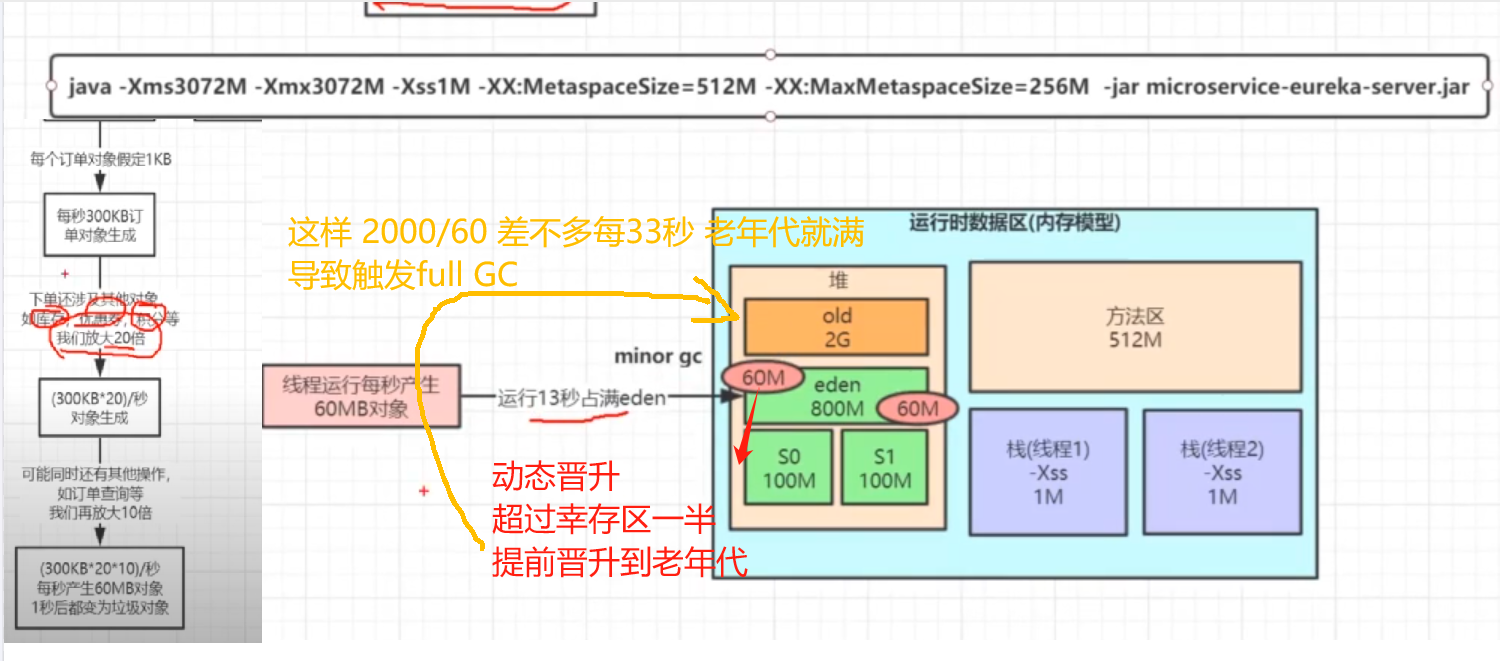 java -Xms3072M -Xmx3072M -Xss1M -XX:MetaspaceSize=512M -XX:MaxMetaspaceSize=256M -jar microservice-eureka-server.jar
每个订单对象假定1KB
每秒300KB订
单对象生成
下单还涉及其他对象
如库存，优惠券，积分等
我们放大20倍
(300KB*20)/秒
对象生成
可能同时还有其他操作，
如订单查询等
我们再放大10倍
(300KB*20*10)/秒
每秒产生60MB对象
1秒后都变为垃圾对象
这样 2000/60 差不多每33秒 老年代就满
导致触发full GC
线程运行每秒产生
60MB对象
运行13秒占满eden
minor gc
动态晋升
超过幸存区一半
提前晋升到老年代
运行时数据区(内存模型)
堆
old
2G
60M
eden
800M
60M
S0
100M
S1
100M
方法区
512M
栈(线程1)
-Xss
1M
栈(线程2)
-Xss
1M